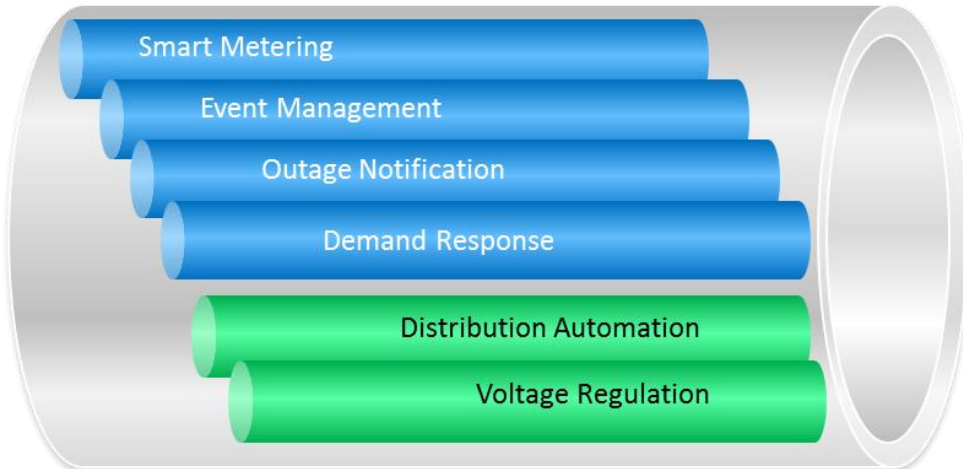 Smart Metering
Event Management
Outage Notification
Demand Response
Distribution Automation
Voltage Regulation